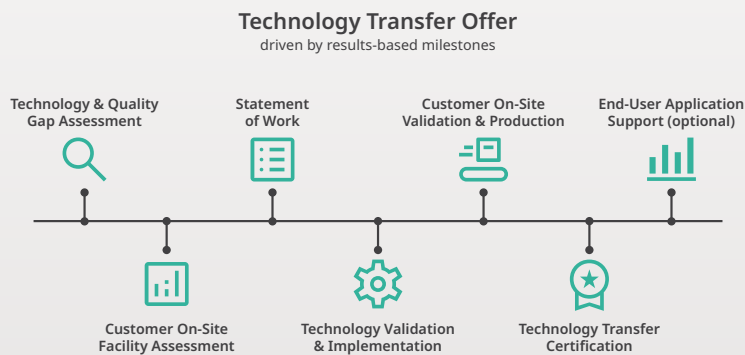 Technology Transfer Offer
driven by results-based milestones
Technology & Quality
Gap Assessment
Statement
of Work
Customer On-Site
Validation & Production
End-User Application
Support (optional)
Customer On-Site
Facility Assessment
Technology Validation
& Implementation
Technology Transfer
Certification